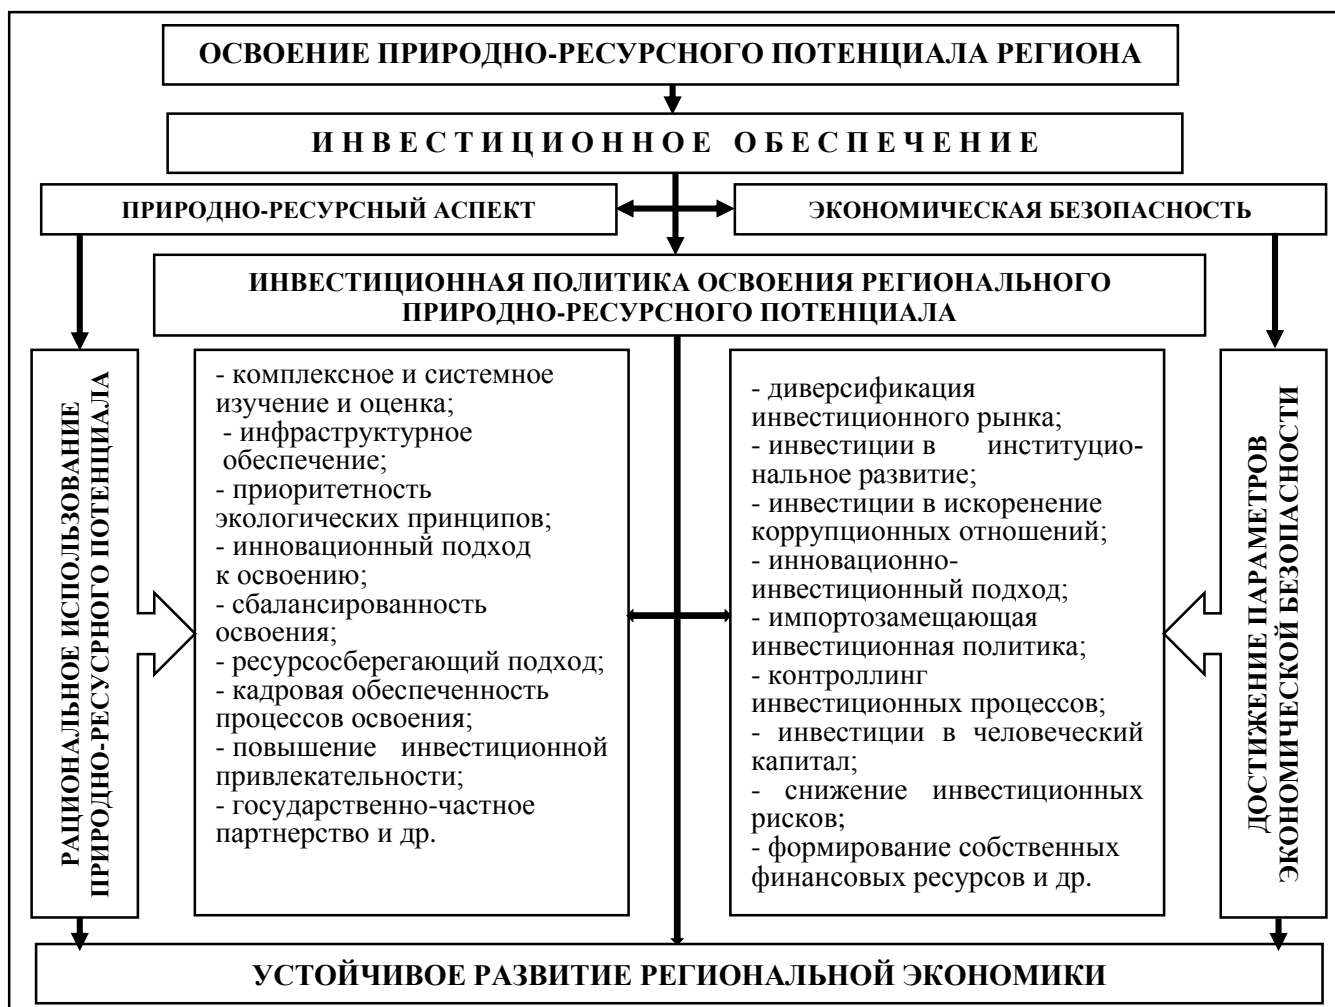 ОСВОЕНИЕ ПРИРОДНО-РЕСУРСНОГО ПОТЕНЦИАЛА РЕГИОНА
ИНВЕСТИЦИОННОЕ ОБЕСПЕЧЕНИЕ
ПРИРОДНО-РЕСУРСНЫЙ АСПЕКТ
ЭКОНОМИЧЕСКАЯ БЕЗОПАСНОСТЬ
ИНВЕСТИЦИОННАЯ ПОЛИТИКА ОСВОЕНИЯ РЕГИОНАЛЬНОГО
ПРИРОДНО-РЕСУРСНОГО ПОТЕНЦИАЛА
РАЦИОНАЛЬНОЕ ИСПОЛЬЗОВАНИЕ
ПРИРОДНО-РЕСУСРНОГО ПОТЕНЦИАЛА
- комплексное и системное
изучение и оценка;
- инфраструктурное
обеспечение;
- приоритетность
экологических принципов;
- инновационный подход
к освоению;
- сбалансированность
освоения;
- ресурсосберегающий подход;
- кадровая обеспеченность
процессов освоения;
- повышение инвестиционной
привлекательности;
- государственно-частное
партнерство и др.
- диверсификация
инвестиционного рынка;
- инвестиции в институцио-
нальное развитие;
- инвестиции в искоренение
коррупционных отношений;
- инновационно-
инвестиционный подход;
- импортозамещающая
инвестиционная политика;
- контроллинг
инвестиционных процессов;
- инвестиции в человеческий
капитал;
- снижение инвестиционных
рисков;
- формирование собственных
финансовых ресурсов и др.
ДОСТИЖЕНИЕ ПАРАМЕТРОВ
ЭКОНОМИЧЕСКОЙ БЕЗОПАСНОСТИ
УСТОЙЧИВОЕ РАЗВИТИЕ РЕГИОНАЛЬНОЙ ЭКОНОМИКИ